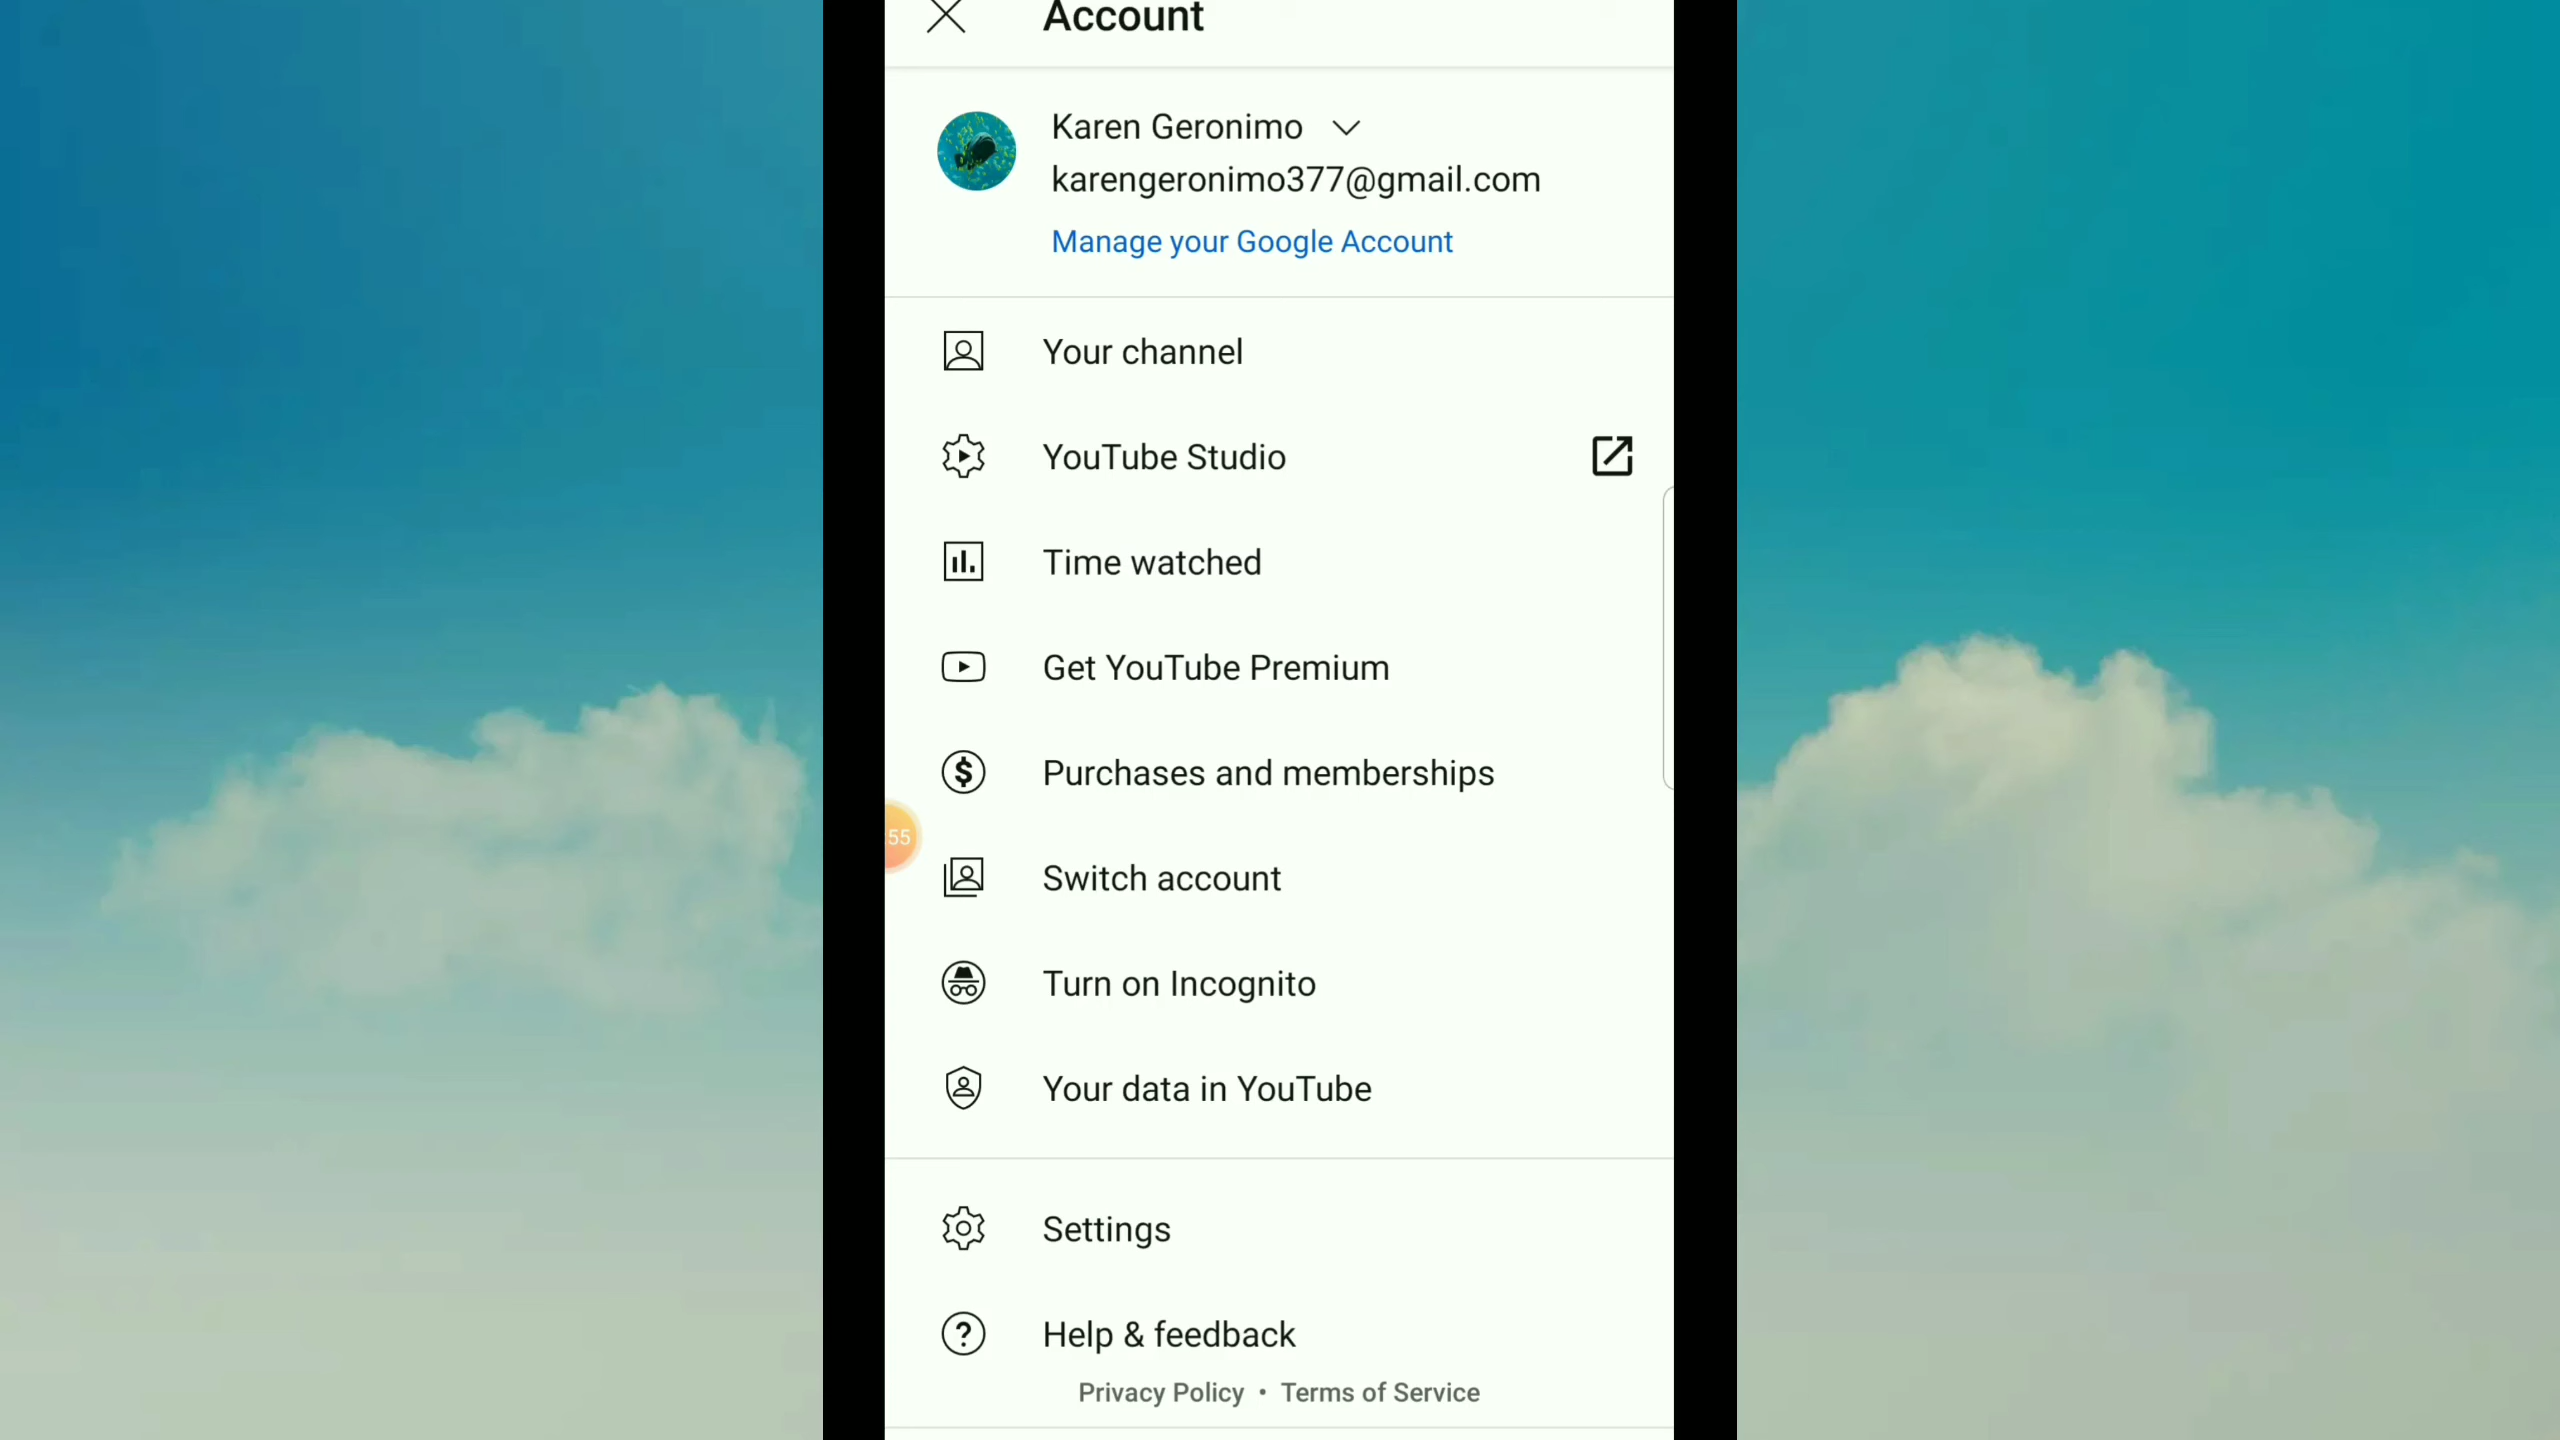 Account
Karen Geronimo
karengeronimo377@gmail.com
Manage your Google Account
Your channel
YouTube Studio
Time watched
Get YouTube Premium
$
Purchases and memberships
55
Switch account
Turn on Incognito
Your data in YouTube
Settings
?
Help & feedback
Privacy Policy • Terms of Service